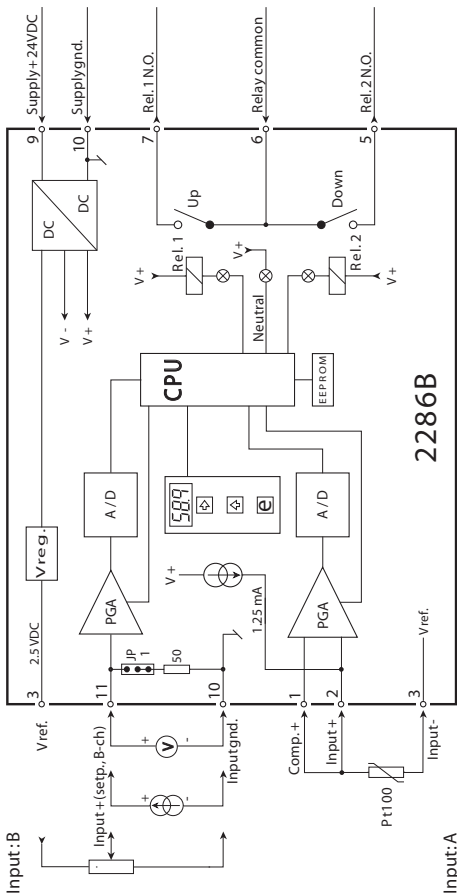 Input:B
Input:A
Input+(setp., B-ch)
Inputgnd.
+
-
+
-
V
Pt100
Vref.
Comp.+
Input+
Input-
3
11
10
1
2
3
2.5 VDC
JP
1
50
Vref.
Vreg.
PGA
PGA
V+
1.25 mA
A/D
A/D
58.9
e
CPU
EEPROM
2286B
V -
V+
DC
DC
V+
Rel. 1
V+
Neutral
V+
Rel. 2
Up
Down
9
10
7
6
5
Supply+24VDC
Supplygnd.
Rel.1 N.O.
Relay common
Rel.2 N.O.